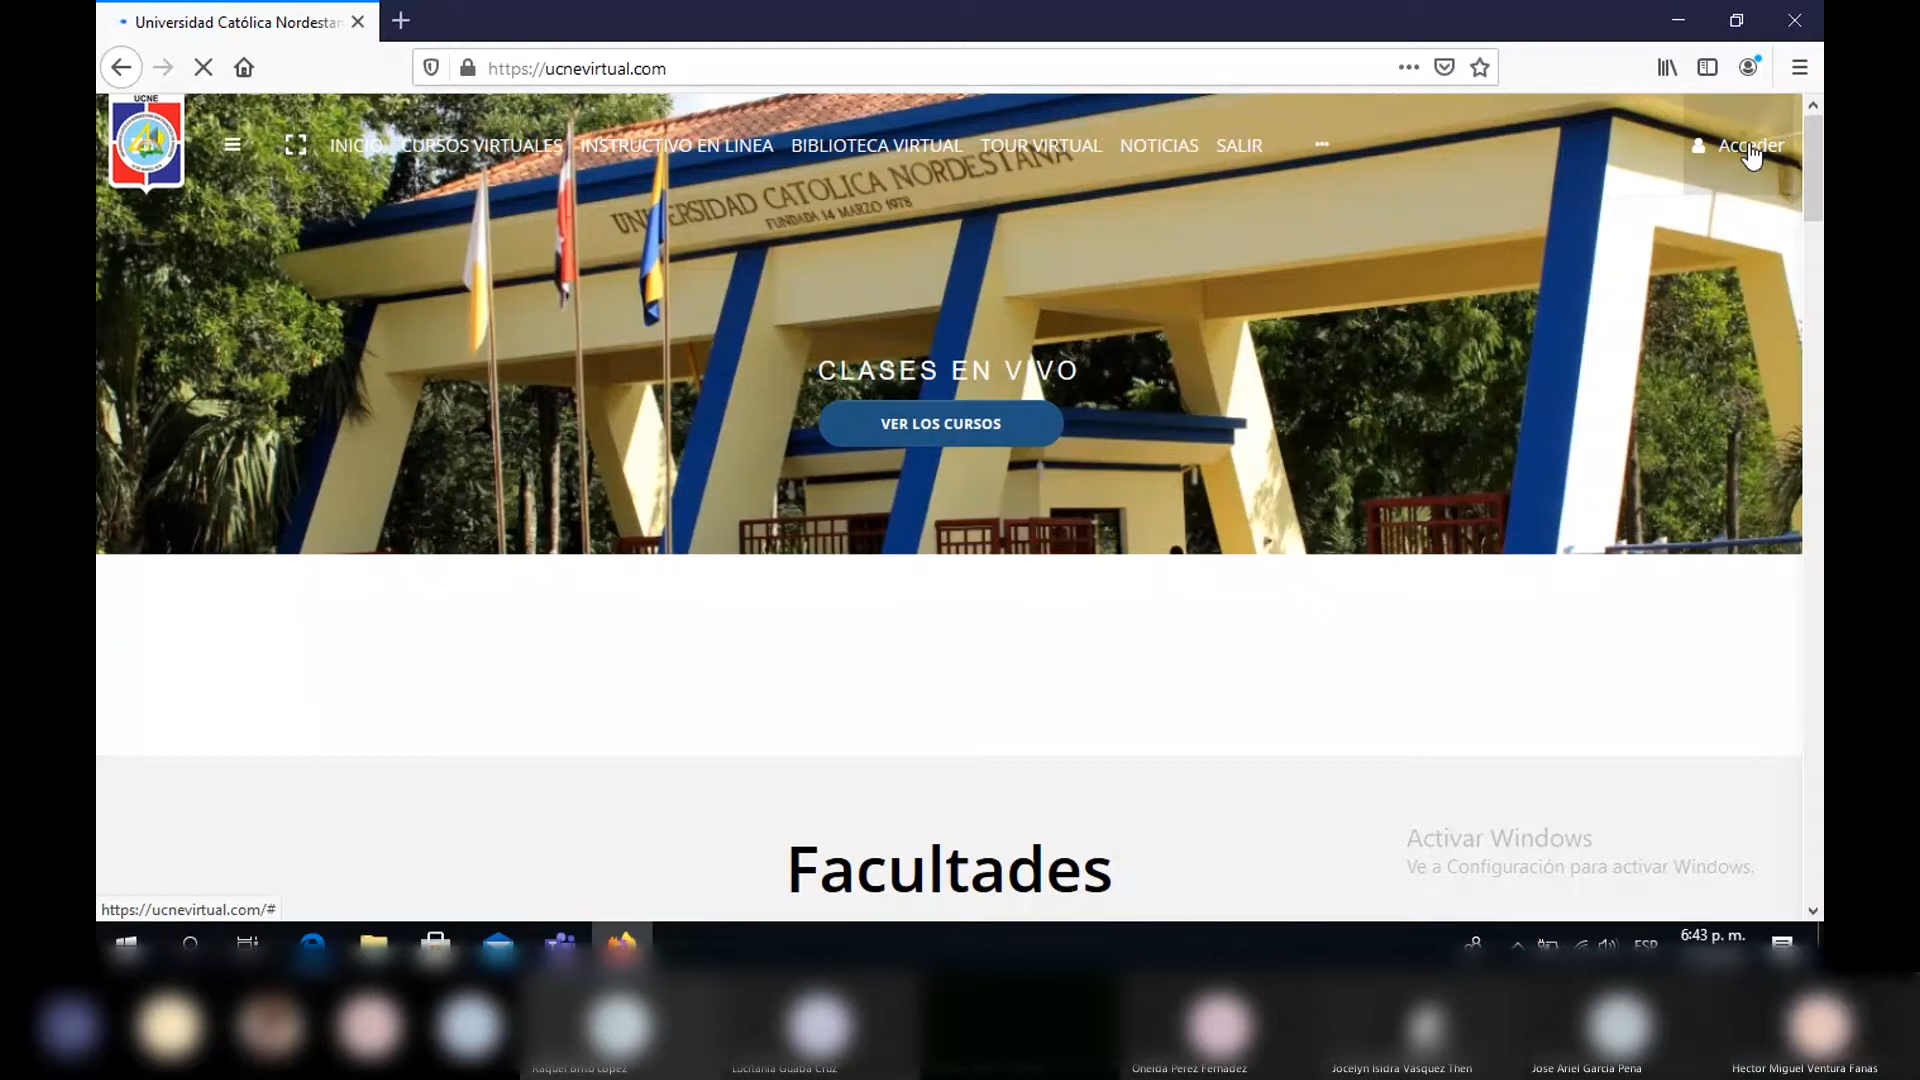 Universidad Católica Nordestan
https://ucnevirtual.com
UCNE
INICIO CURSOS VIRTUALES INSTRUCTIVO EN LINEA BIBLIOTECA VIRTUAL TOUR VIRTUAL NOTICIAS SALIR
Acceder
UNIVERSIDAD CATOLICA NORDESTANA
FUNDADA 14 MARZO 1978
CLASES EN VIVO
VER LOS CURSOS
Facultades
Activar Windows
Ve a Configuración para activar Windows.
https://ucnevirtual.com/#
ESP
6:43 p. m.
Raquel Brito Lopez
Lucitania Guaba Cruz
Oneida Perez Fernadez
Jocelyn Isidra Vasquez Then
Jose Ariel Garcia Peña
Hector Miguel Ventura Fañas